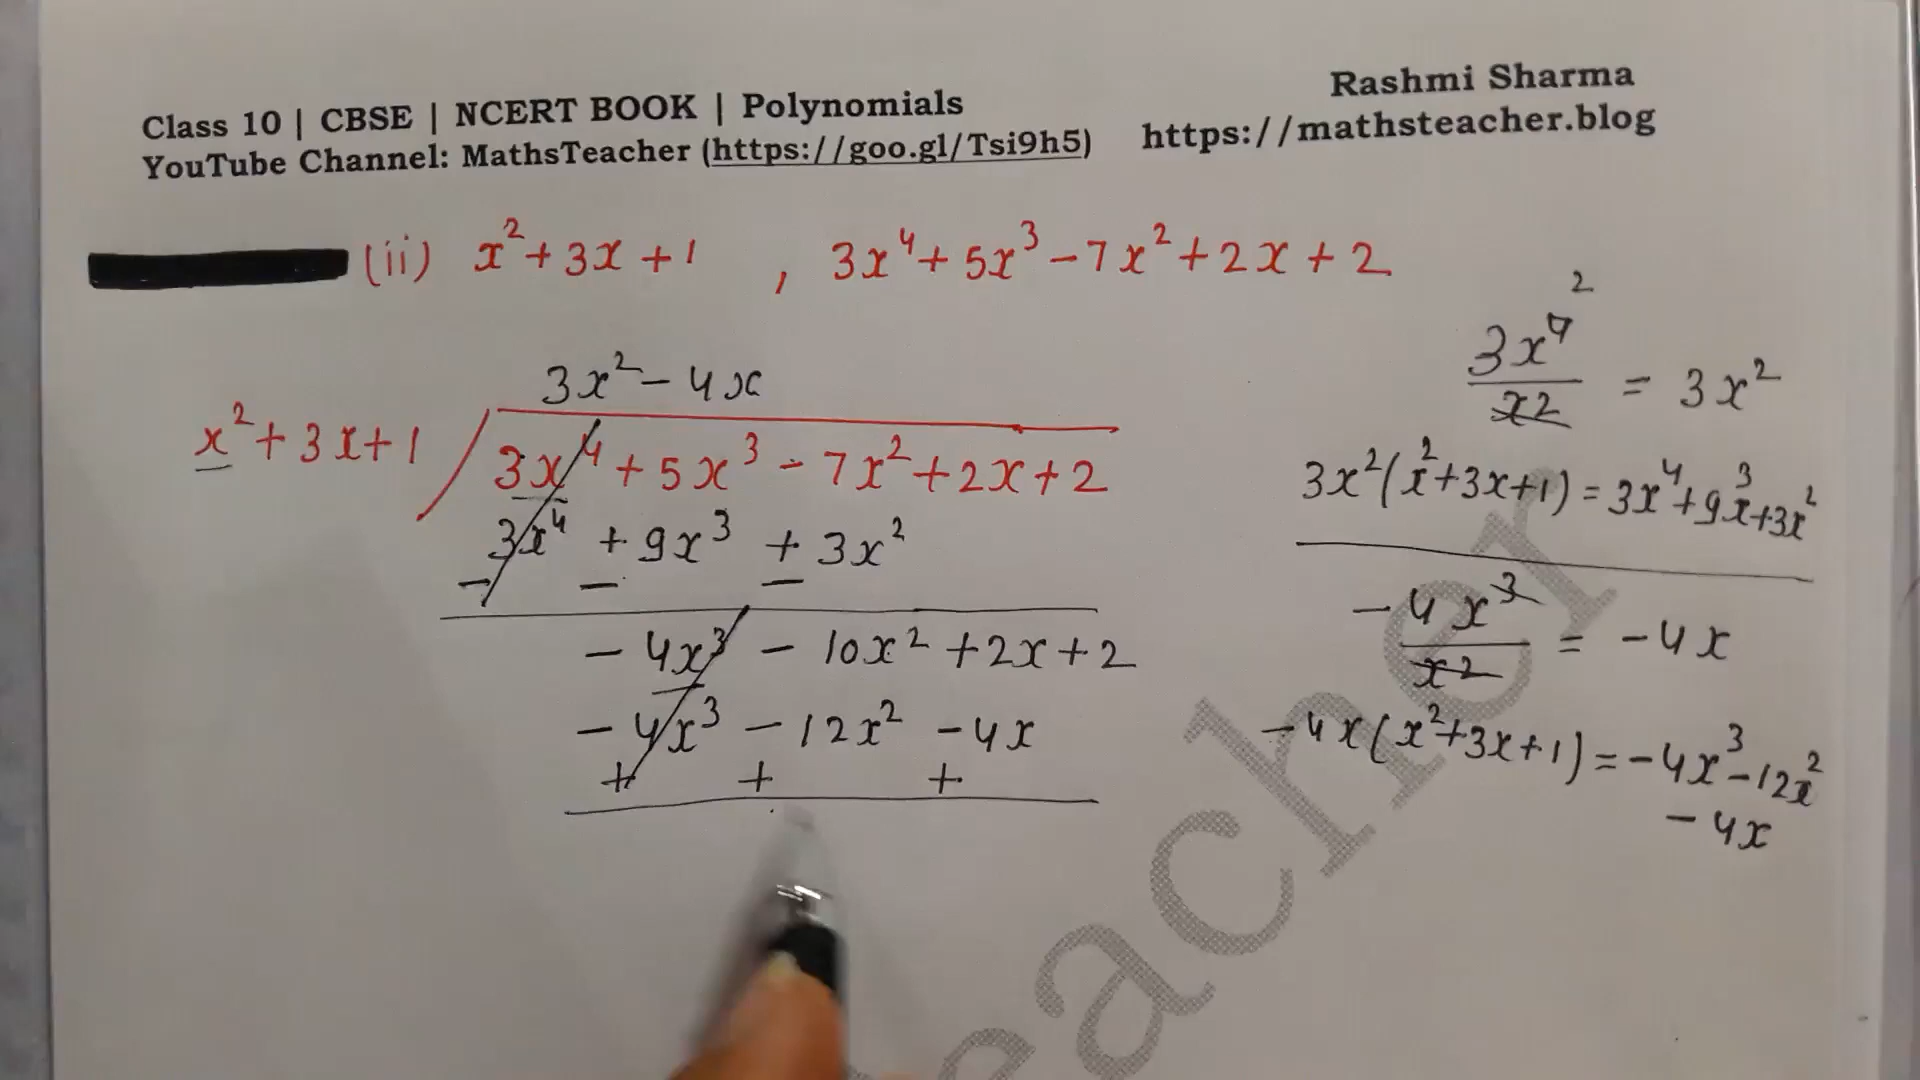 Class 10 | CBSE | NCERT BOOK | Polynomials
Rashmi Sharma
YouTube Channel: MathsTeacher (https://goo.gl/Tsi9h5)
https://mathsteacher.blog
(ii) x² + 3x + 1 , 3x⁴ + 5x³ - 7x² + 2x + 2
3x² - 4x
x² + 3x + 1
3x⁴ + 5x³ - 7x² + 2x + 2
3x⁴ + 9x³ + 3x²
- - -
- 4x³ - 10x² + 2x + 2
- 4x³ - 12x² - 4x
+ + +
2
3x⁴
x2 = 3x²
3x²(x²+3x+1) = 3x⁴+9x³+3x²
-4x³
x2 = -4x
-4x(x²+3x+1) = -4x³-12x²
-4x
eacher